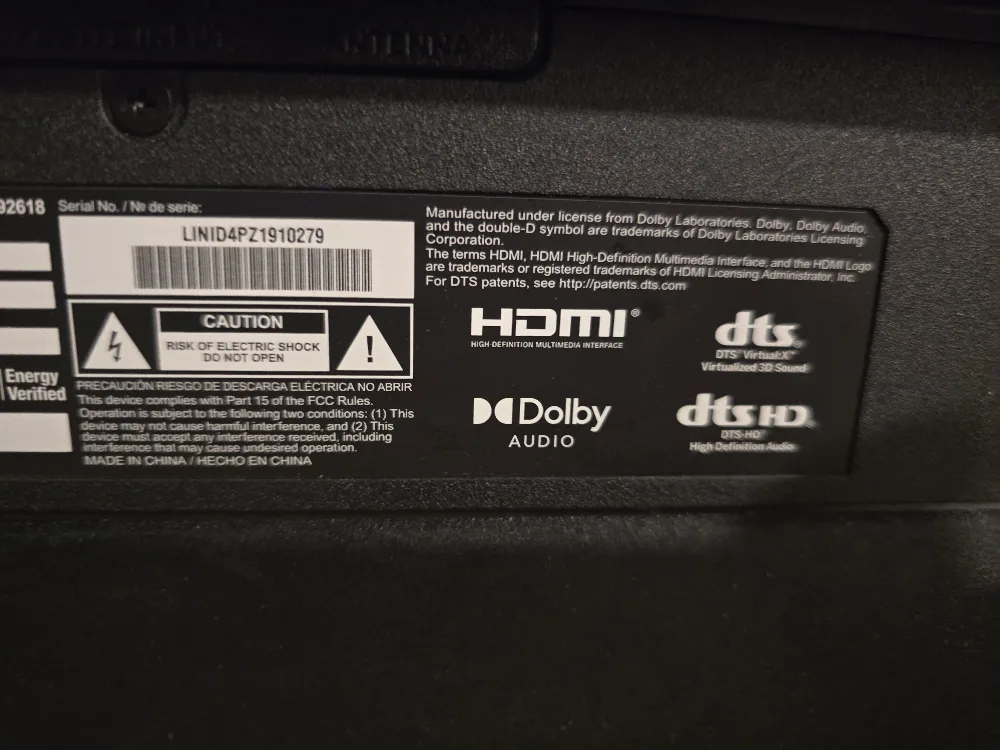 ANTENNA
92618
Serial No. / № de serie:
LINID4PZ1910279
CAUTION
RISK OF ELECTRIC SHOCK
DO NOT OPEN
PRECAUCIÓN RIESGO DE DESCARGA ELÉCTRICA NO ABRIR
Energy
Verified
This device complies with Part 15 of the FCC Rules.
Operation is subject to the following two conditions: (1) This
device may not cause harmful interference, and (2) This
device must accept any interference received, including
interference that may cause undesired operation.
MADE IN CHINA / HECHO EN CHINA
Manufactured under license from Dolby Laboratories. Dolby, Dolby Audio,
and the double-D symbol are trademarks of Dolby Laboratories Licensing
Corporation.
The terms HDMI, HDMI High-Definition Multimedia Interface, and the HDMI Logo
are trademarks or registered trademarks of HDMI Licensing Administrator, Inc.
For DTS patents, see http://patents.dts.com
HDMI®
HIGH-DEFINITION MULTIMEDIA INTERFACE
dts
DTS Virtual:X™
Virtualized 3D Sound
Dolby
AUDIO
dts HD
DTS-HD™
High Definition Audio